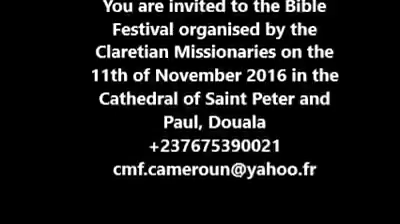 You are invited to the Bible
Festival organised by the
Claretian Missionaries on the
11th of November 2016 in the
Cathedral of Saint Peter and
Paul, Douala
+237675390021
cmf.cameroun@yahoo.fr